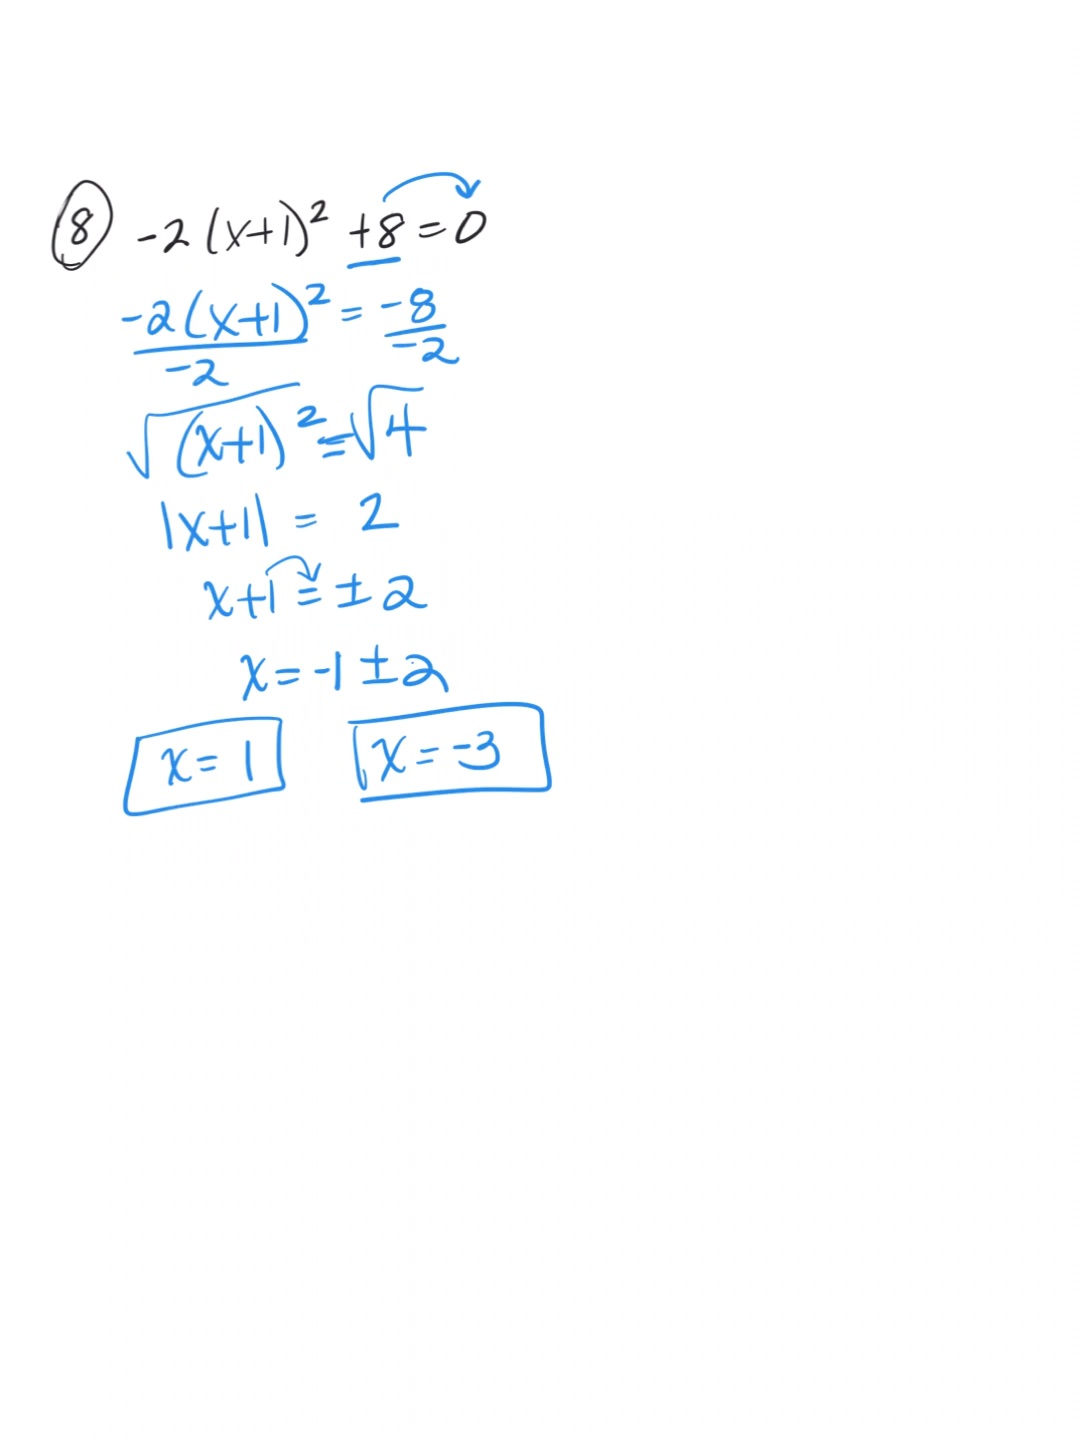 8 -2(x+1)² +8=0
-2(x+1)² = -8
-2 -2
√(x+1)² = √4
|x+1| = 2
x+1 = ±2
x = -1 ±2
x = 1 x = -3